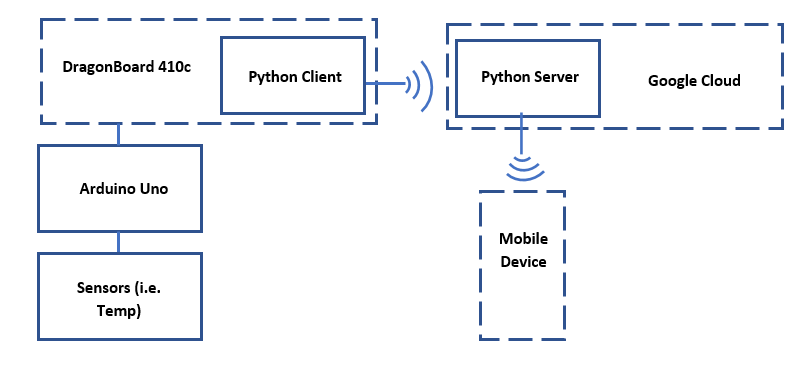 DragonBoard 410c
Python Client
Python Server
Google Cloud
Arduino Uno
Sensors (i.e.
Temp)
Mobile
Device